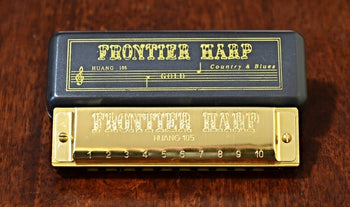 FRONTIER HARP
HUANG 105 Country & Blues
GOLD
FRONTIER HARP
HUANG 105
1 2 3 4 5 6 7 8 9 10